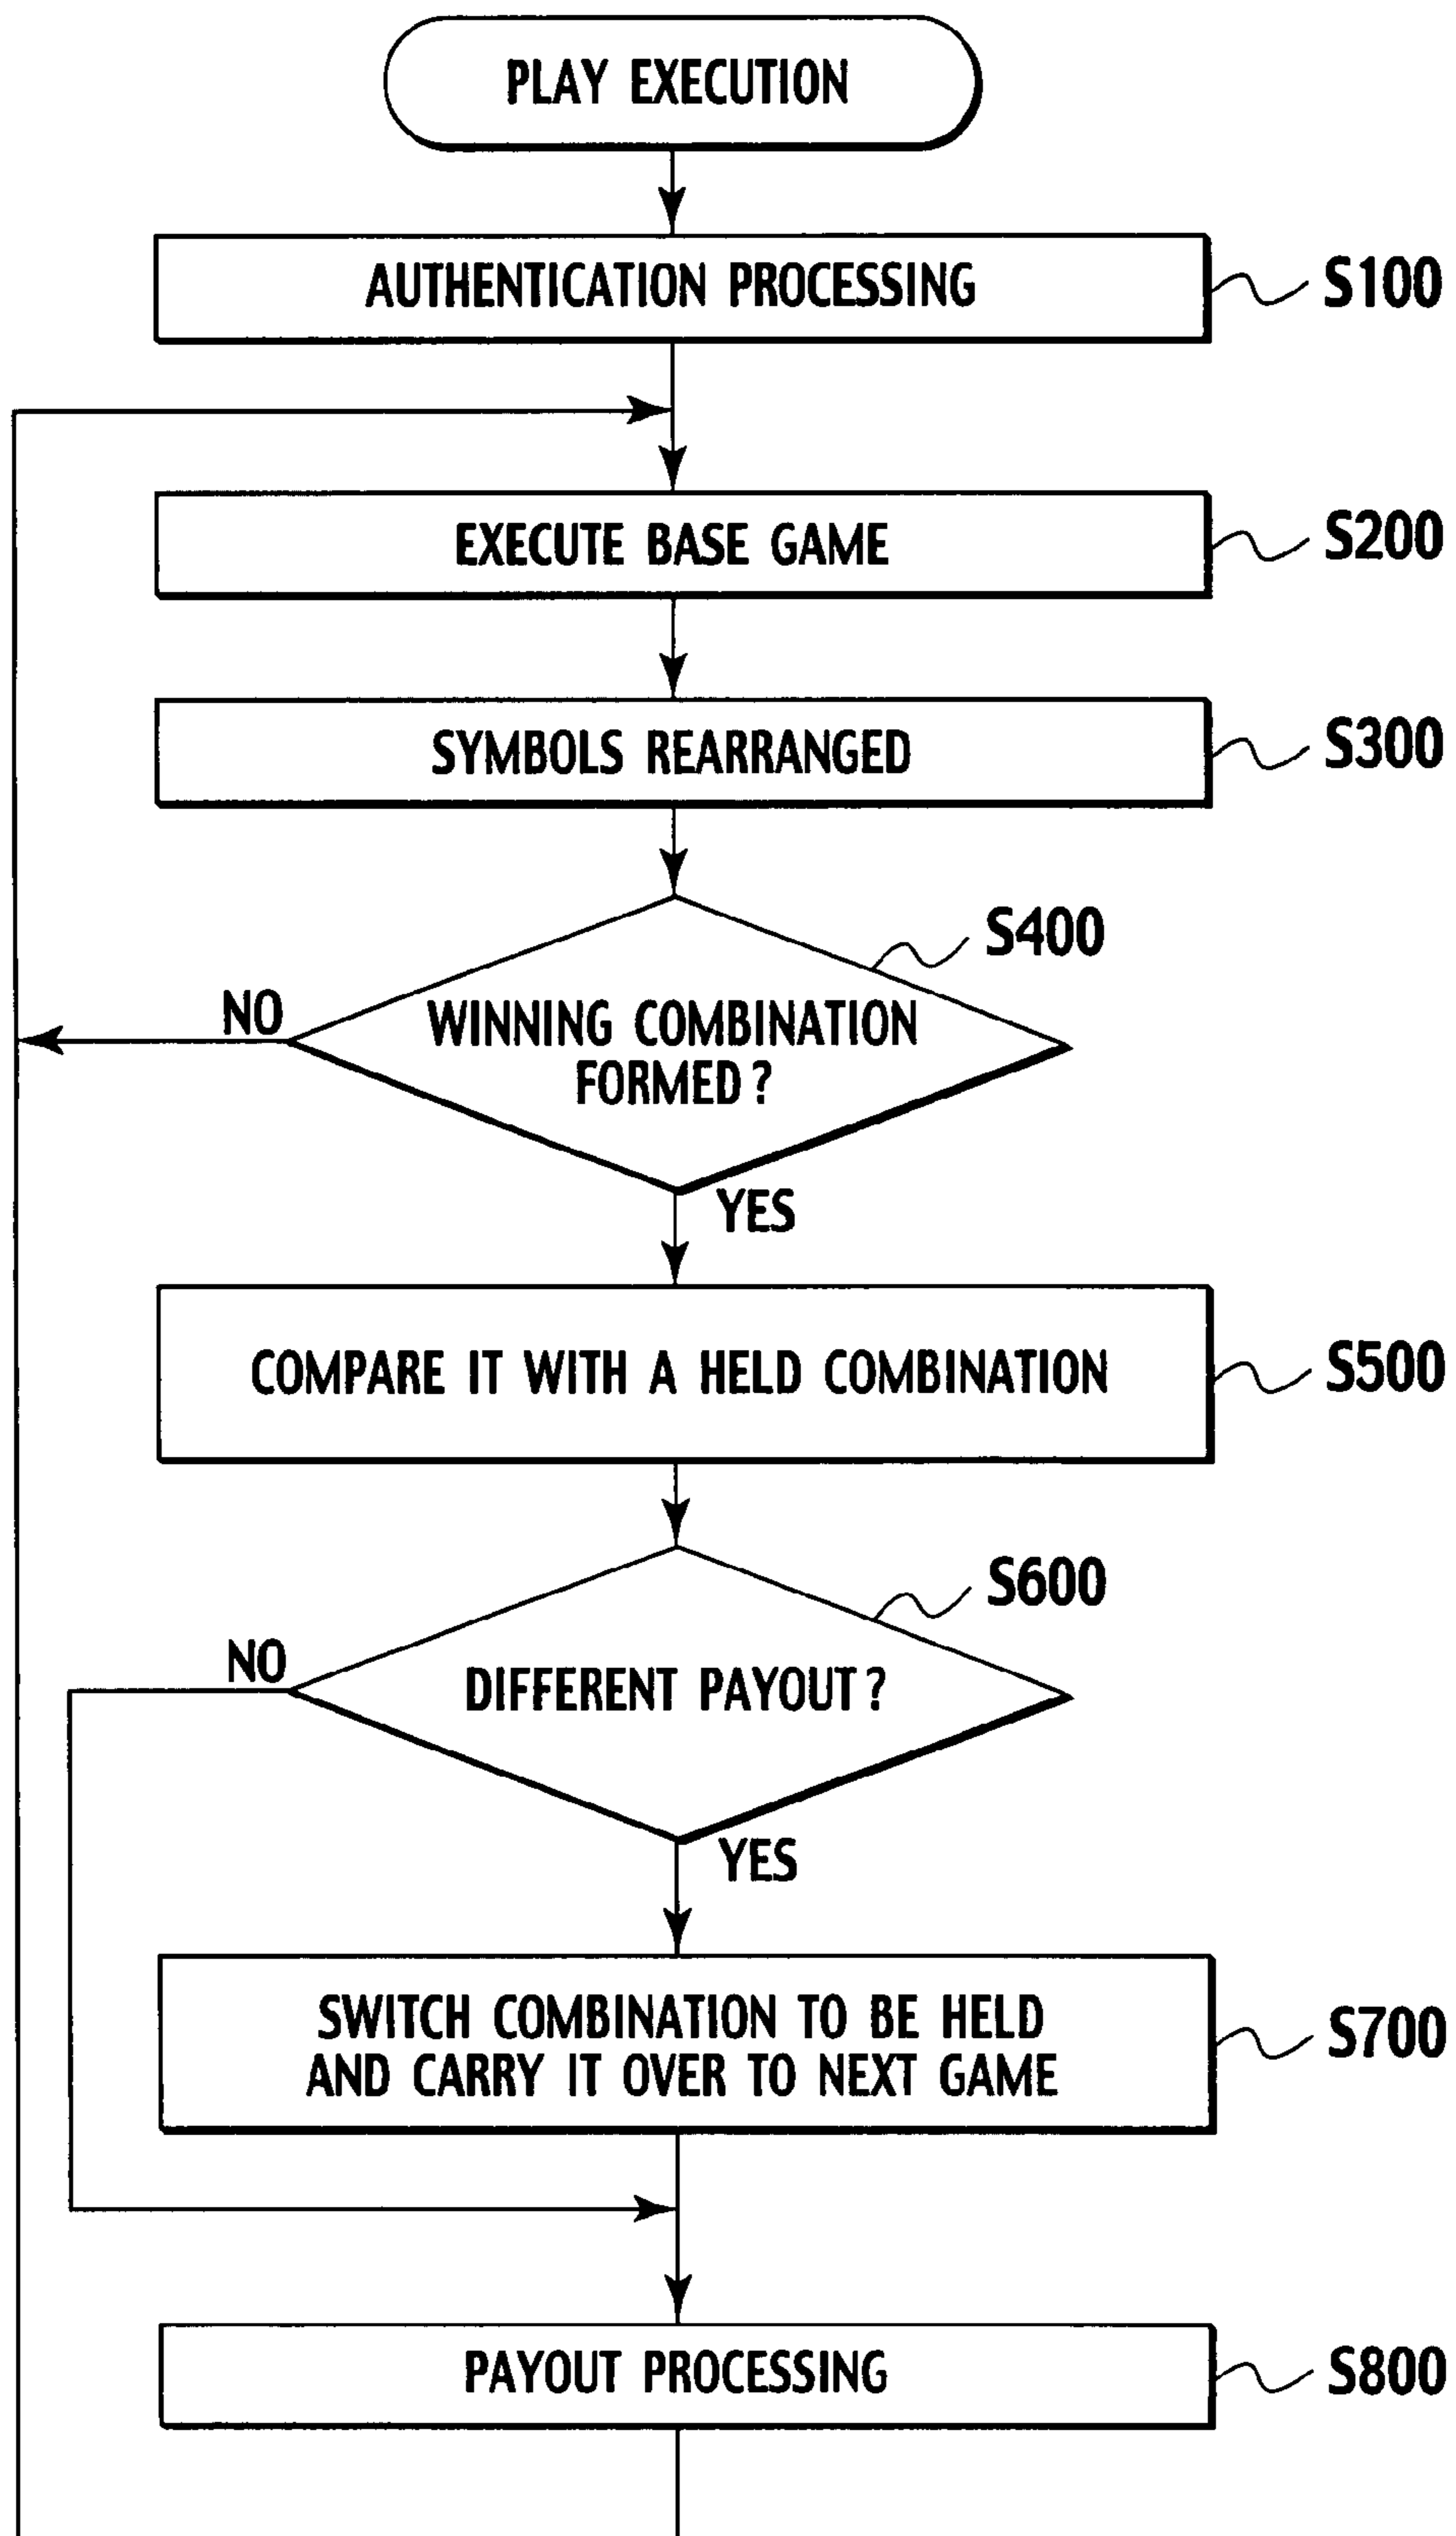 PLAY EXECUTION
AUTHENTICATION PROCESSING
S100
EXECUTE BASE GAME
S200
SYMBOLS REARRANGED
S300
S400
NO
WINNING COMBINATION
FORMED?
YES
COMPARE IT WITH A HELD COMBINATION
S500
S600
NO
DIFFERENT PAYOUT?
YES
SWITCH COMBINATION TO BE HELD
AND CARRY IT OVER TO NEXT GAME
S700
PAYOUT PROCESSING
S800